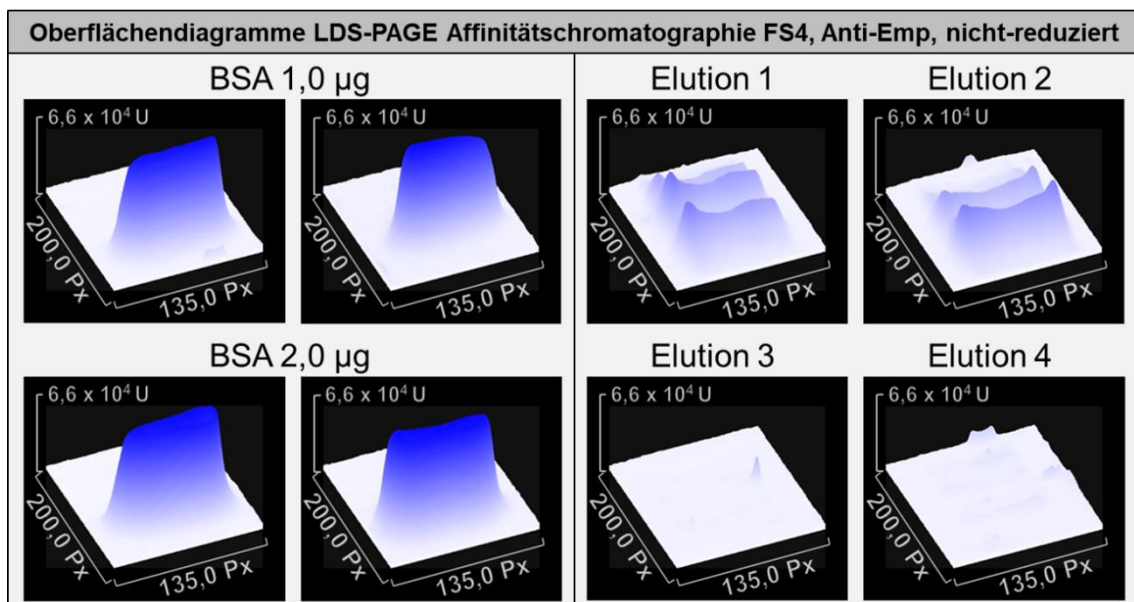 Oberflächendiagramme LDS-PAGE Affinitätschromatographie FS4, Anti-Emp, nicht-reduziert
BSA 1,0 µg
6,6 x 10⁴ U
200,0 Px
135,0 Px
6,6 x 10⁴ U
200,0 Px
135,0 Px
Elution 1
6,6 x 10⁴ U
200,0 Px
135,0 Px
Elution 2
6,6 x 10⁴ U
200,0 Px
135,0 Px
BSA 2,0 µg
6,6 x 10⁴ U
200,0 Px
135,0 Px
6,6 x 10⁴ U
200,0 Px
135,0 Px
Elution 3
6,6 x 10⁴ U
200,0 Px
135,0 Px
Elution 4
6,6 x 10⁴ U
200,0 Px
135,0 Px